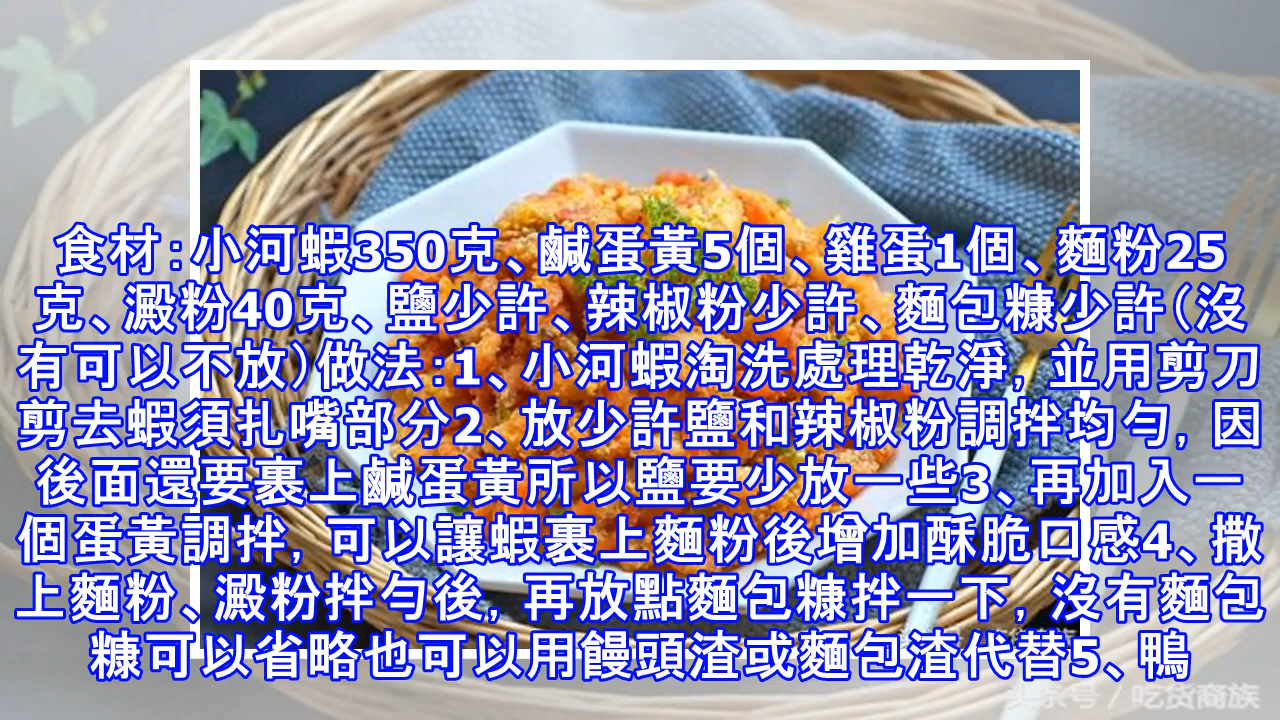 食材:小河蝦350克、鹹蛋黃5個、雞蛋1個、麵粉25
克、澱粉40克、鹽少許、辣椒粉少許、麵包糠少許(沒
有可以不放)做法:1、小河蝦淘洗處理乾淨,並用剪刀
剪去蝦須扎嘴部分2、放少許鹽和辣椒粉調拌均勻,因
後面還要裹上鹹蛋黃所以鹽要少放一些3、再加入一
個蛋黃調拌,可以讓蝦裹上麵粉後增加酥脆口感4、撒
上麵粉、澱粉拌勻後,再放點麵包糠拌一下,沒有麵包
糠可以省略也可以用饅頭渣或麵包渣代替5、鴨
头条号 / 吃货裔族